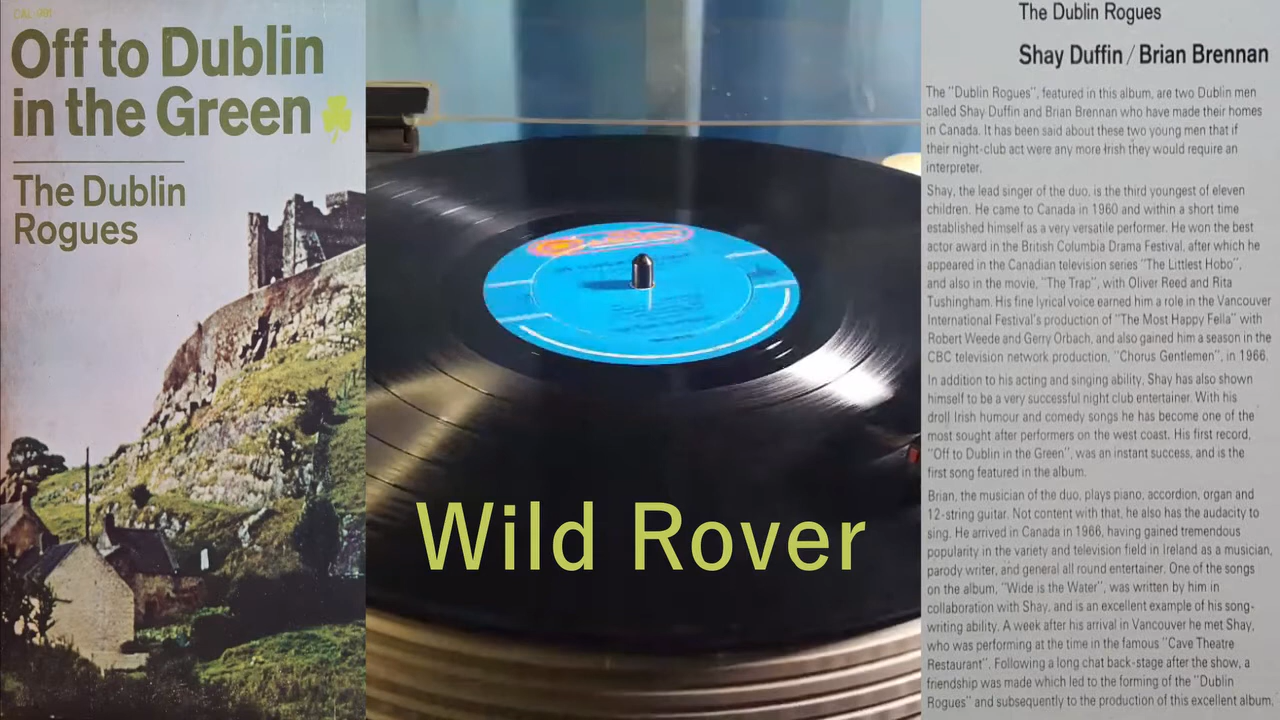 CAL 981
Off to Dublin
in the Green
The Dublin
Rogues
Wild Rover
The Dublin Rogues
Shay Duffin / Brian Brennan
The "Dublin Rogues", featured in this album, are two Dublin men
called Shay Duffin and Brian Brennan who have made their homes
in Canada. It has been said about these two young men that if
their night-club act were any more Irish they would require an
interpreter.
Shay, the lead singer of the duo, is the third youngest of eleven
children. He came to Canada in 1960 and within a short time
established himself as a very versatile performer. He won the best
actor award in the British Columbia Drama Festival, after which he
appeared in the Canadian television series "The Littlest Hobo",
and also in the movie, "The Trap", with Oliver Reed and Rita
Tushingham. His fine lyrical voice earned him a role in the Vancouver
International Festival's production of "The Most Happy Fella" with
Robert Weede and Gerry Orbach, and also gained him a season in the
CBC television network production, "Chorus Gentlemen", in 1966.
In addition to his acting and singing ability, Shay has also shown
himself to be a very successful night club entertainer. With his
droll Irish humour and comedy songs he has become one of the
most sought after performers on the west coast. His first record,
"Off to Dublin in the Green", was an instant success, and is the
first song featured in the album.
Brian, the musician of the duo, plays piano, accordion, organ and
12-string guitar. Not content with that, he also has the audacity to
sing. He arrived in Canada in 1966, having gained tremendous
popularity in the variety and television field in Ireland as a musician,
parody writer, and general all round entertainer. One of the songs
on the album, "Wide is the Water", was written by him in
collaboration with Shay, and is an excellent example of his song-
writing ability. A week after his arrival in Vancouver he met Shay,
who was performing at the time in the famous "Cave Theatre
Restaurant". Following a long chat back-stage after the show, a
friendship was made which led to the forming of the "Dublin
Rogues" and subsequently to the production of this excellent album.